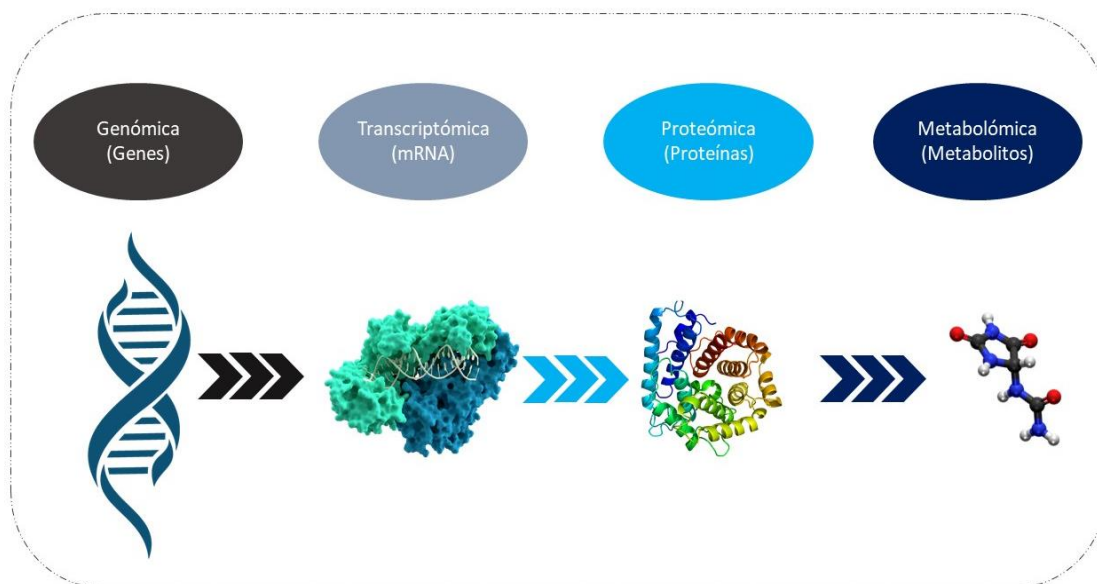 Genómica
(Genes)
Transcriptómica
(mRNA)
Proteómica
(Proteínas)
Metabolómica
(Metabolitos)